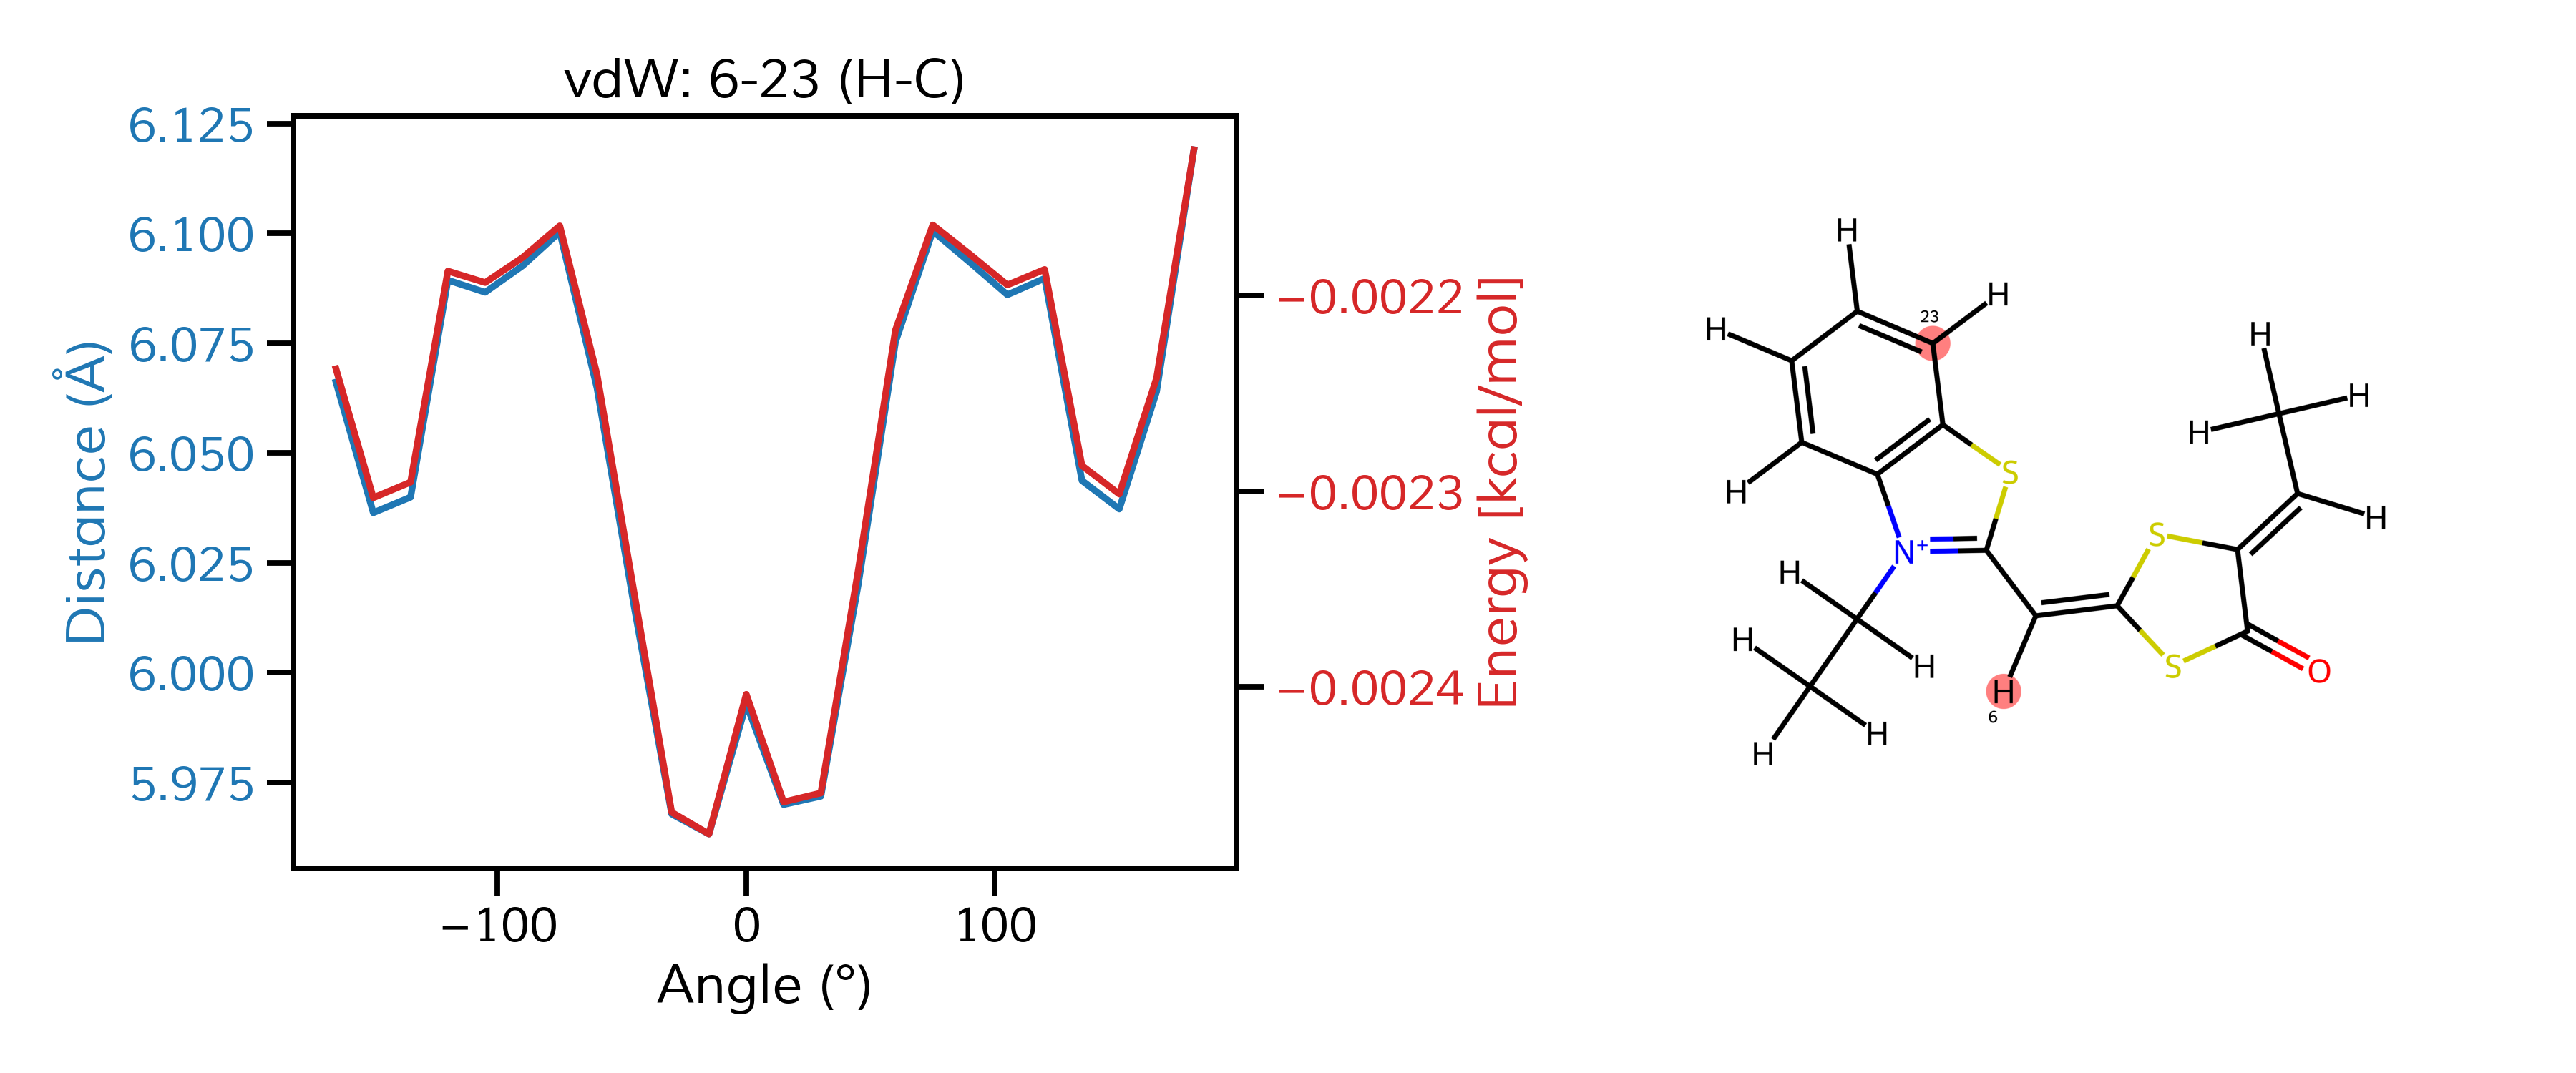 vdW: 6-23 (H-C)
6.125
6.100
6.075
6.050
6.025
6.000
5.975
Distance (Å)
−100
0
100
Angle (°)
−0.0022
−0.0023
−0.0024
Energy [kcal/mol]
H
H
23
H
H
H
H
S
H
S
H
N+
H
H
H
S
O
H
H
6
H
H